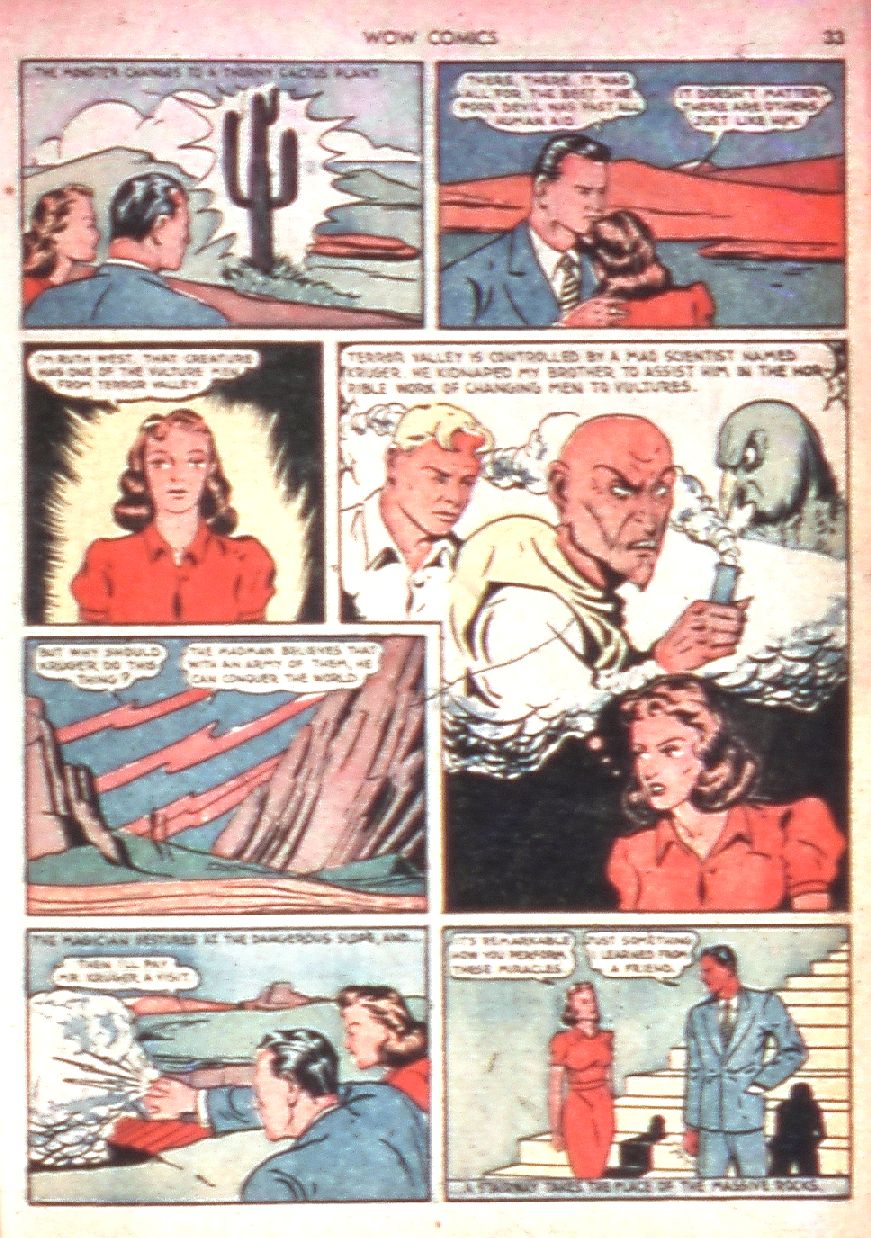 WOW COMICS
33
THE MONSTER CHANGES TO A THORNY CACTUS PLANT.
THERE, THERE, IT WAS
ALL FOR THE BEST. THE
POOR DEVIL WAS PAST ALL
HUMAN AID.
IT DOESN'T MATTER.
THERE ARE OTHERS
JUST LIKE HIM.
I'M RUTH WEST, THAT CREATURE
WAS ONE OF THE VULTURE MEN
FROM TERROR VALLEY.
TERROR VALLEY IS CONTROLLED BY A MAD SCIENTIST NAMED
KRUGER. HE KIDNAPED MY BROTHER TO ASSIST HIM IN THE HOR-
RIBLE WORK OF CHANGING MEN TO VULTURES.
BUT WHY SHOULD
KRUGER DO THIS
THING?
THE MADMAN BELIEVES THAT
WITH AN ARMY OF THEM, HE
CAN CONQUER THE WORLD.
THE MAGICIAN GESTURES AT THE DANGEROUS SLOPE, AND...
THEN I'LL PAY
MR. KRUGER A VISIT.
IT'S REMARKABLE
HOW YOU PERFORM
THESE MIRACLES.
JUST SOMETHING
I LEARNED FROM
A FRIEND.
A STAIRWAY TAKES THE PLACE OF THE MASSIVE ROCKS.